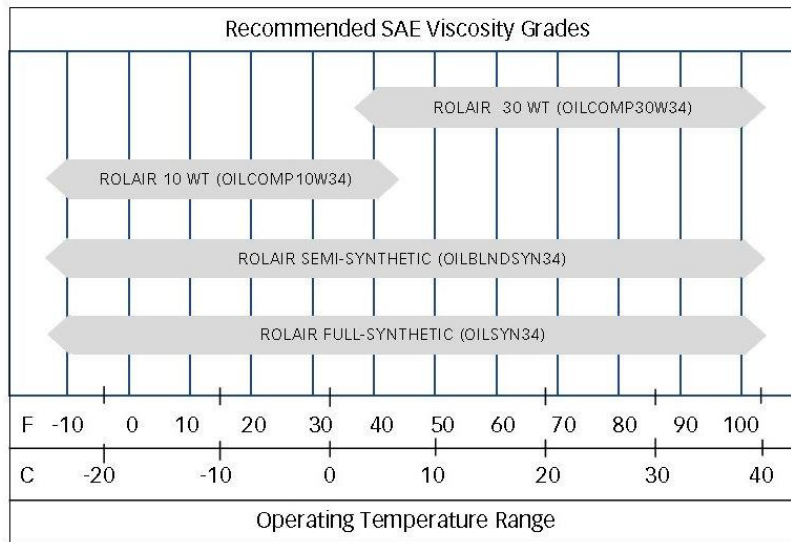 Recommended SAE Viscosity Grades
ROLAIR 30 WT (OILCOMP30W34)
ROLAIR 10 WT (OILCOMP10W34)
ROLAIR SEMI-SYNTHETIC (OILBLNDSYN34)
ROLAIR FULL-SYNTHETIC (OILSYN34)
F -10 0 10 20 30 40 50 60 70 80 90 100
C -20 -10 0 10 20 30 40
Operating Temperature Range